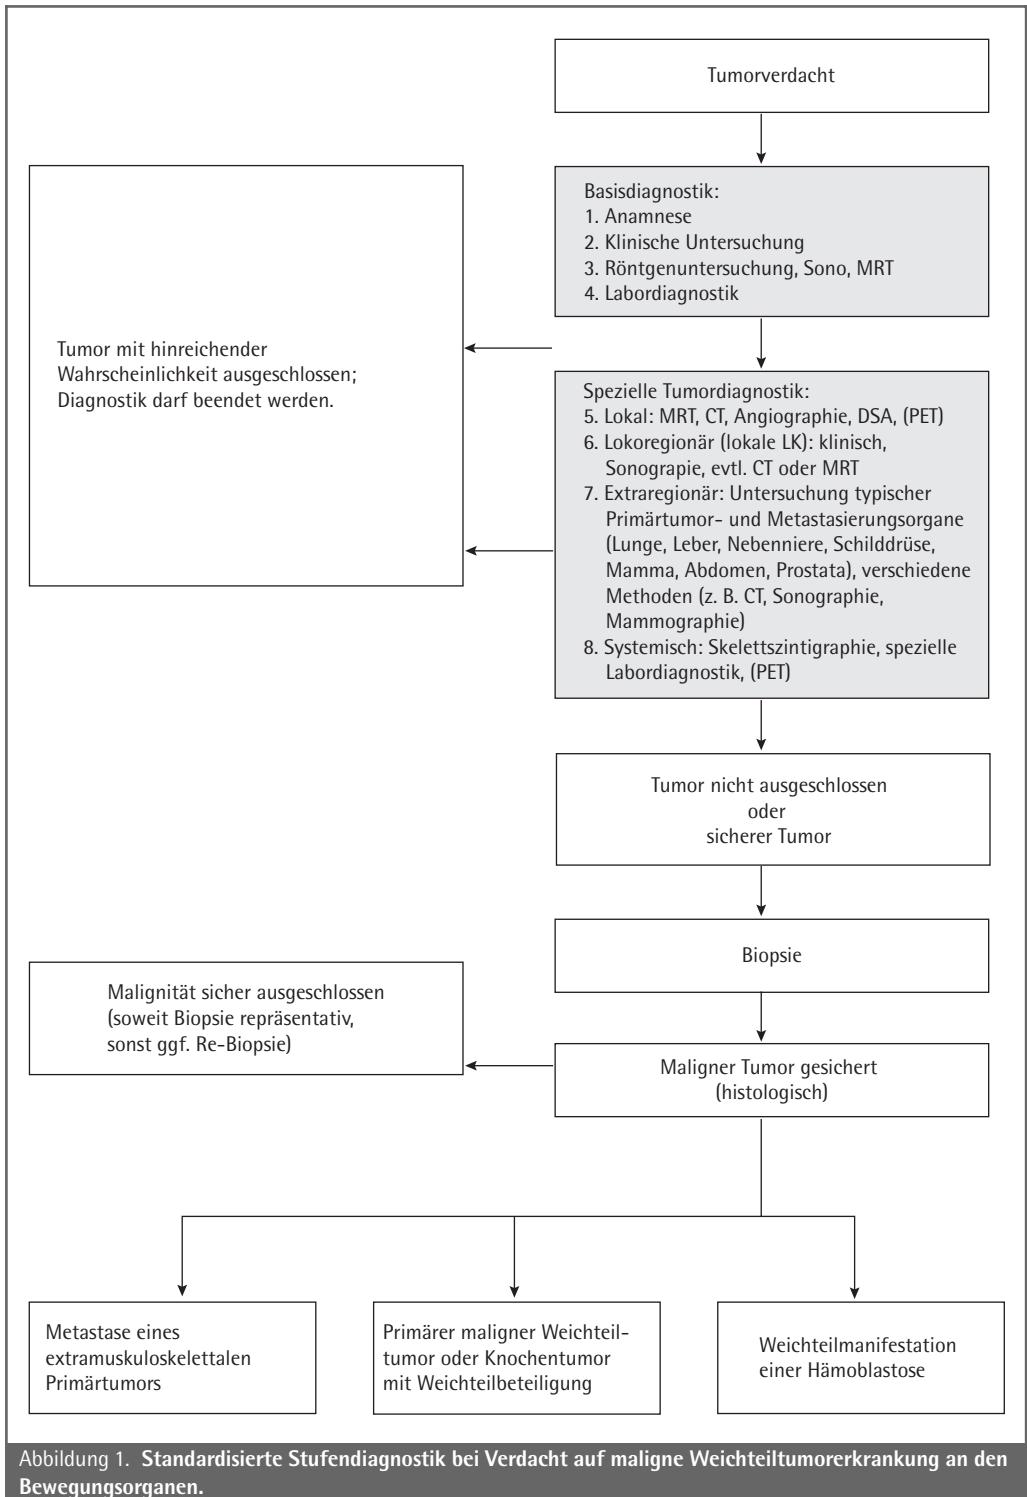 Tumorverdacht
Basisdiagnostik:
1. Anamnese
2. Klinische Untersuchung
3. Röntgenuntersuchung, Sono, MRT
4. Labordiagnostik
Tumor mit hinreichender
Wahrscheinlichkeit ausgeschlossen;
Diagnostik darf beendet werden.
Spezielle Tumordiagnostik:
5. Lokal: MRT, CT, Angiographie, DSA, (PET)
6. Lokoregionär (lokale LK): klinisch,
Sonograpie, evtl. CT oder MRT
7. Extraregionär: Untersuchung typischer
Primärtumor- und Metastasierungsorgane
(Lunge, Leber, Nebenniere, Schilddrüse,
Mamma, Abdomen, Prostata), verschiedene
Methoden (z. B. CT, Sonographie,
Mammographie)
8. Systemisch: Skelettszintigraphie, spezielle
Labordiagnostik, (PET)
Tumor nicht ausgeschlossen
oder
sicherer Tumor
Biopsie
Malignität sicher ausgeschlossen
(soweit Biopsie repräsentativ,
sonst ggf. Re-Biopsie)
Maligner Tumor gesichert
(histologisch)
Metastase eines
extramuskuloskelettalen
Primärtumors
Primärer maligner Weichteil-
tumor oder Knochentumor
mit Weichteilbeteiligung
Weichteilmanifestation
einer Hämoblastose
Abbildung 1. Standardisierte Stufendiagnostik bei Verdacht auf maligne Weichteiltumorerkrankung an den
Bewegungsorganen.